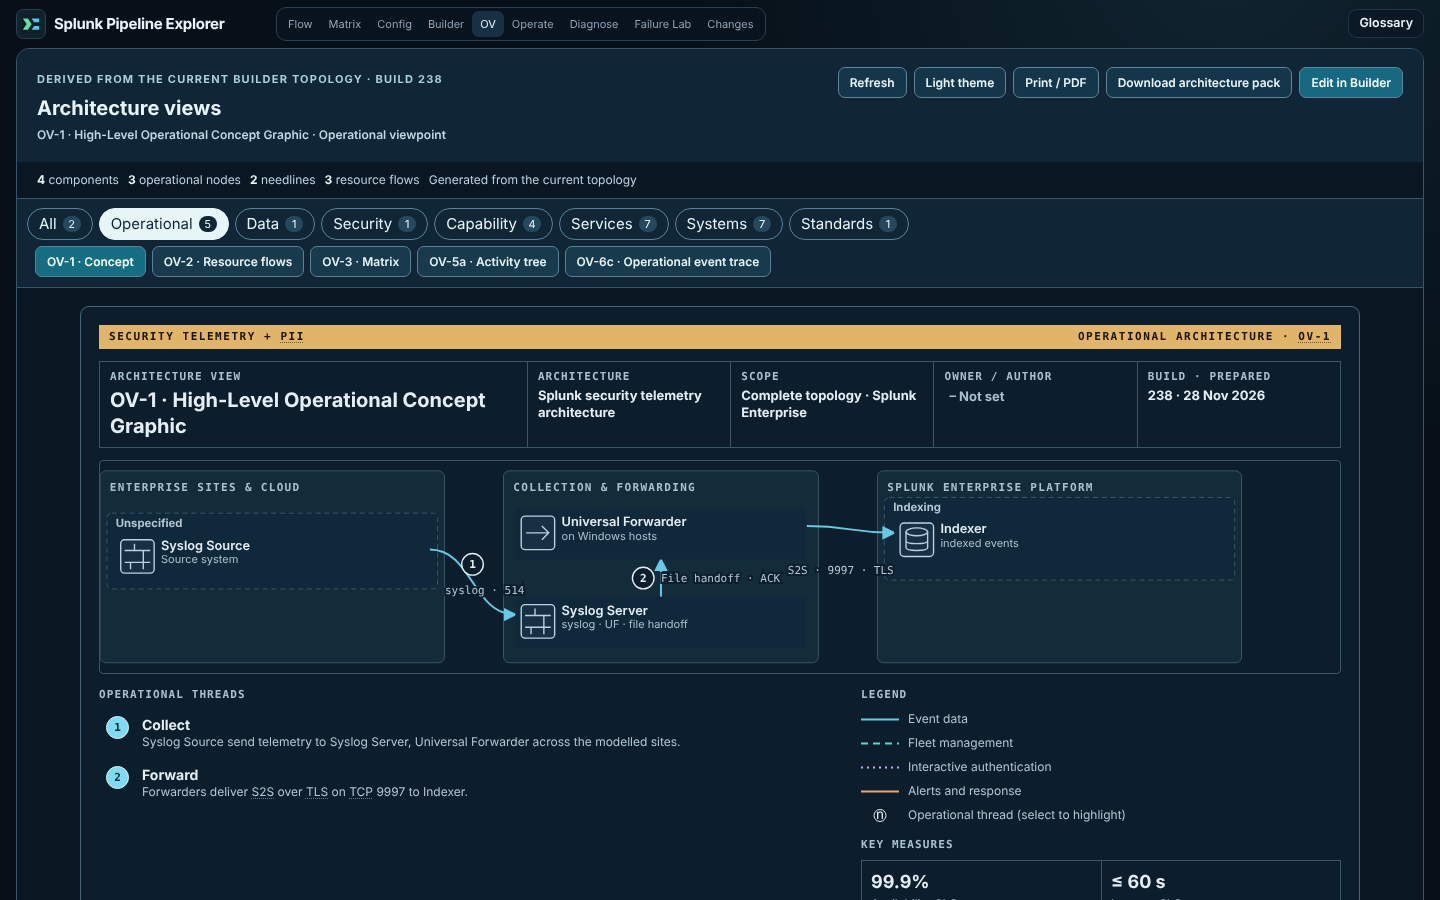 Splunk Pipeline Explorer
Flow Matrix Config Builder OV Operate Diagnose Failure Lab Changes
Glossary
DERIVED FROM THE CURRENT BUILDER TOPOLOGY · BUILD 238
Architecture views
OV-1 · High-Level Operational Concept Graphic · Operational viewpoint
Refresh Light theme Print / PDF Download architecture pack Edit in Builder
4 components 3 operational nodes 2 needlines 3 resource flows Generated from the current topology
All 2 Operational 5 Data 1 Security 1 Capability 4 Services 7 Systems 7 Standards 1
OV-1 · Concept OV-2 · Resource flows OV-3 · Matrix OV-5a · Activity tree OV-6c · Operational event trace
SECURITY TELEMETRY + PII
OPERATIONAL ARCHITECTURE · OV-1
ARCHITECTURE VIEW
OV-1 · High-Level Operational Concept
Graphic
ARCHITECTURE
Splunk security telemetry
architecture
SCOPE
Complete topology · Splunk
Enterprise
OWNER / AUTHOR
– Not set
BUILD · PREPARED
238 · 28 Nov 2026
ENTERPRISE SITES & CLOUD
Unspecified
Syslog Source
Source system
1
syslog · 514
COLLECTION & FORWARDING
Universal Forwarder
on Windows hosts
2
File handoff · ACK
Syslog Server
syslog · UF · file handoff
S2S · 9997 · TLS
SPLUNK ENTERPRISE PLATFORM
Indexing
Indexer
indexed events
OPERATIONAL THREADS
1
Collect
Syslog Source send telemetry to Syslog Server, Universal Forwarder across the modelled sites.
2
Forward
Forwarders deliver S2S over TLS on TCP 9997 to Indexer.
LEGEND
Event data
Fleet management
Interactive authentication
Alerts and response
ⓝ Operational thread (select to highlight)
KEY MEASURES
99.9%
≤ 60 s